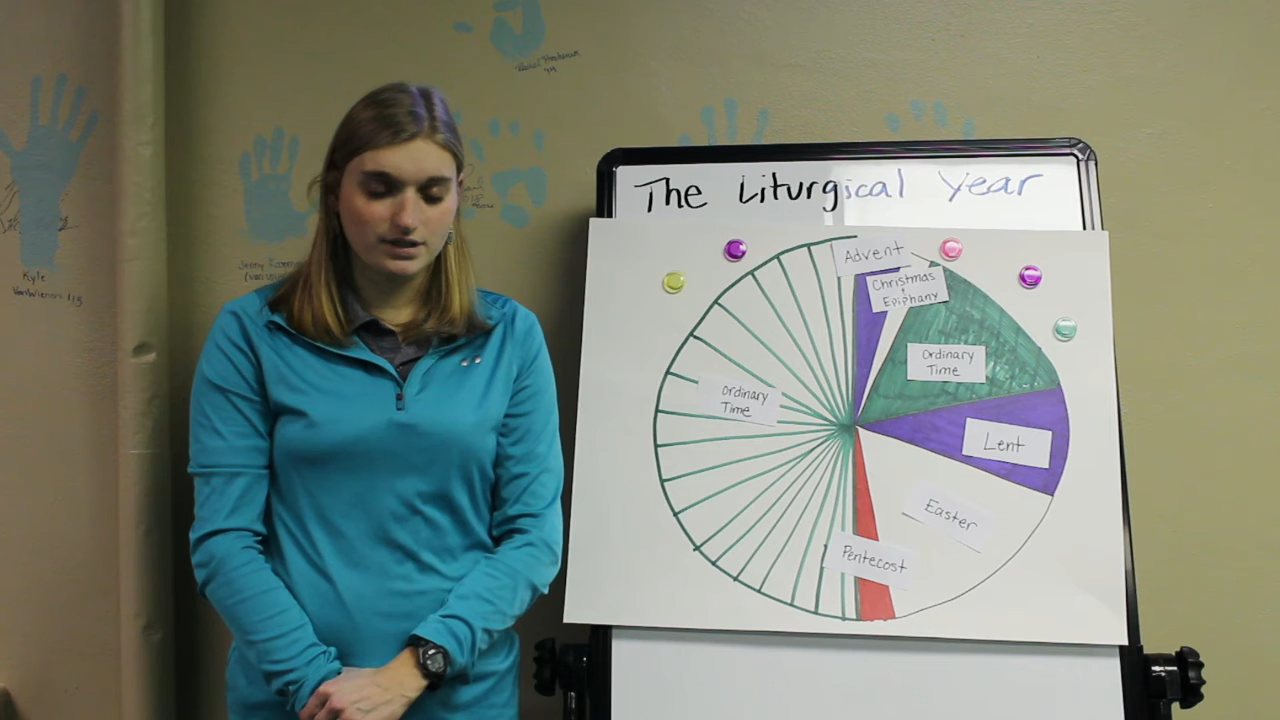 The Liturgical Year
Advent
Christmas
+
Epiphany
Ordinary
Time
Ordinary
Time
Lent
Easter
Pentecost
Kyle